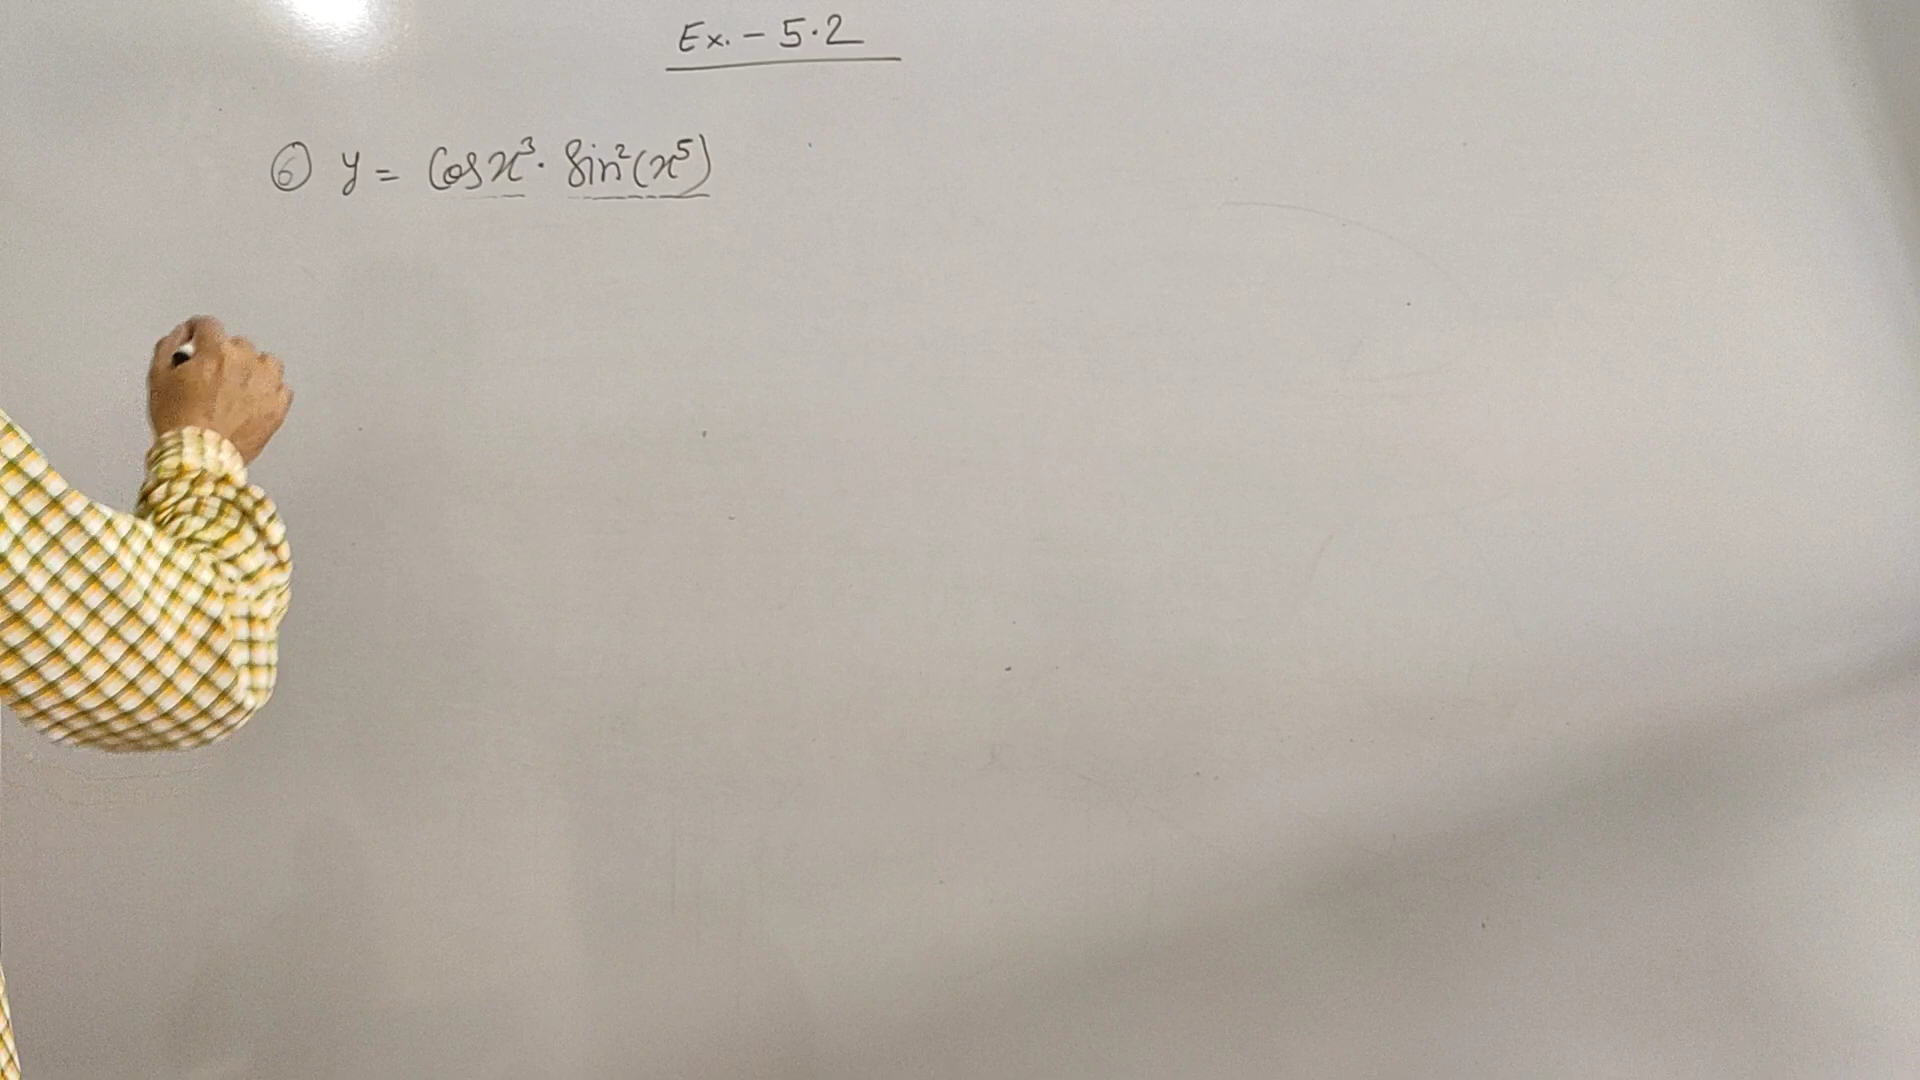 Ex. - 5.2
⑥ y = Cos x³ · Sin²(x⁵)